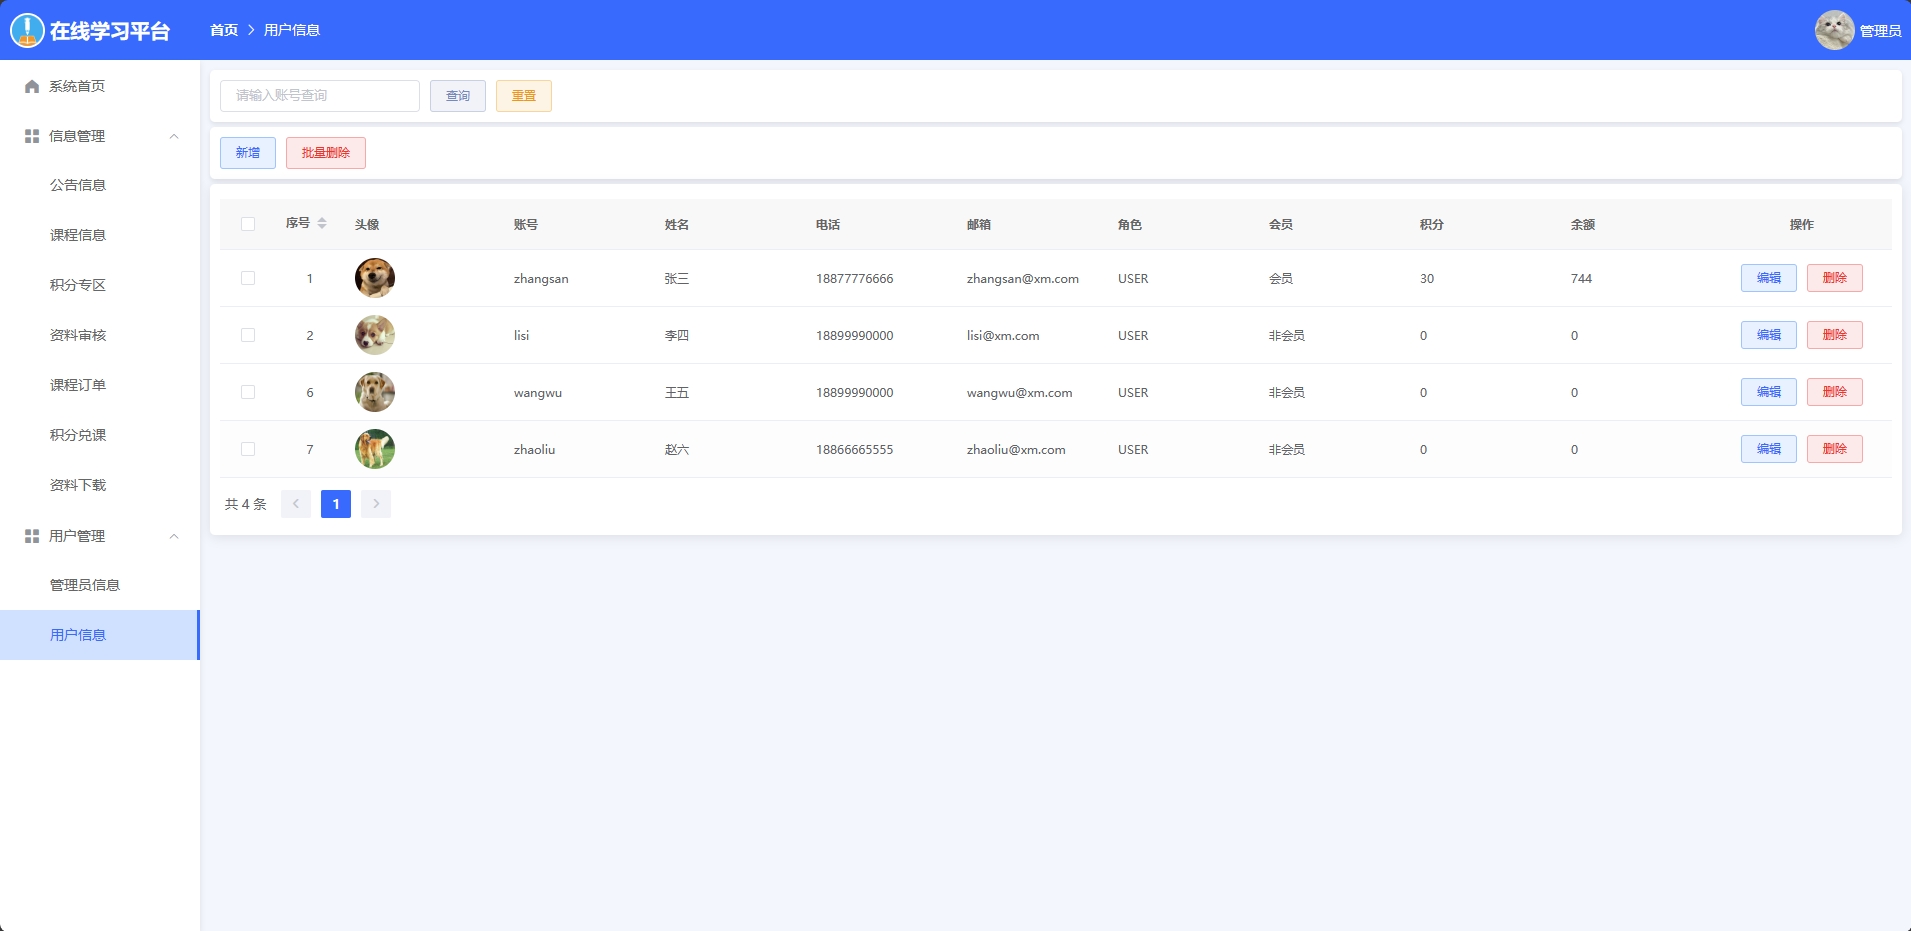 在线学习平台
首页 > 用户信息
管理员
系统首页
信息管理
公告信息
课程信息
积分专区
资料审核
课程订单
积分兑课
资料下载
用户管理
管理员信息
用户信息
请输入账号查询 查询 重置
新增 批量删除
序号 头像 账号 姓名 电话 邮箱 角色 会员 积分 余额 操作
1 zhangsan 张三 18877776666 zhangsan@xm.com USER 会员 30 744 编辑 删除
2 lisi 李四 18899990000 lisi@xm.com USER 非会员 0 0 编辑 删除
6 wangwu 王五 18899990000 wangwu@xm.com USER 非会员 0 0 编辑 删除
7 zhaoliu 赵六 18866665555 zhaoliu@xm.com USER 非会员 0 0 编辑 删除
共 4 条 < 1 >